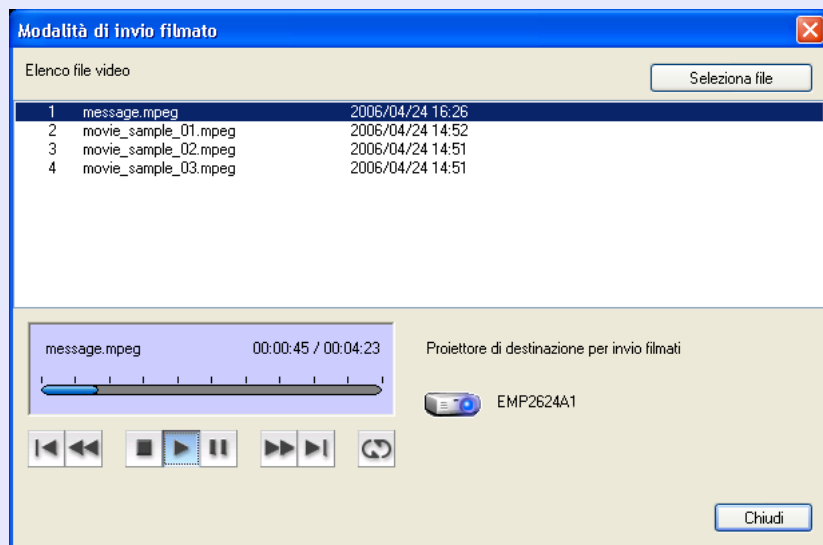 Modalità di invio filmato
Elenco file video
Seleziona file
1 message.mpeg 2006/04/24 16:26
2 movie_sample_01.mpeg 2006/04/24 14:52
3 movie_sample_02.mpeg 2006/04/24 14:51
4 movie_sample_03.mpeg 2006/04/24 14:51
message.mpeg 00:00:45 / 00:04:23
Proiettore di destinazione per invio filmati
EMP2624A1
Chiudi